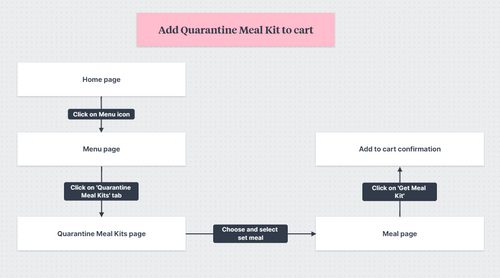 Add Quarantine Meal Kit to cart
Home page
Click on Menu icon
Menu page
Add to cart confirmation
Click on 'Quarantine
Meal Kits' tab
Click on 'Get Meal
Kit'
Quarantine Meal Kits page
Choose and select
set meal
Meal page